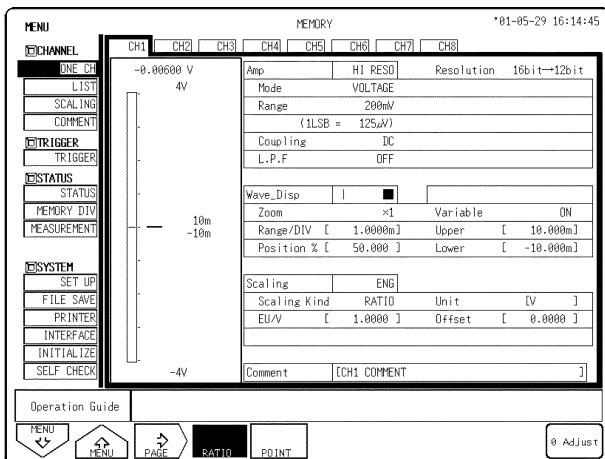 MENU
MEMORY
'01-05-29 16:14:45
CHANNEL
ONE CH
LIST
SCALING
COMMENT
TRIGGER
TRIGGER
STATUS
STATUS
MEMORY DIV
MEASUREMENT
SYSTEM
SET UP
FILE SAVE
PRINTER
INTERFACE
INITIALIZE
SELF CHECK
CH1 CH2 CH3 CH4 CH5 CH6 CH7 CH8
-0.00600 V
4V
10m
-10m
-4V
Amp HI RESO Resolution 16bit→12bit
Mode VOLTAGE
Range 200mV
(1LSB = 125µV)
Coupling DC
L.P.F OFF
Wave_Disp
Zoom ×1 Variable ON
Range/DIV [ 1.0000m] Upper [ 10.000m]
Position % [ 50.000 ] Lower [ -10.000m]
Scaling ENG
Scaling Kind RATIO Unit [V ]
EU/V [ 1.0000 ] Offset [ 0.0000 ]
Comment [CH1 COMMENT ]
Operation Guide
MENU
MENU
PAGE
RATIO
POINT
0 Adjust